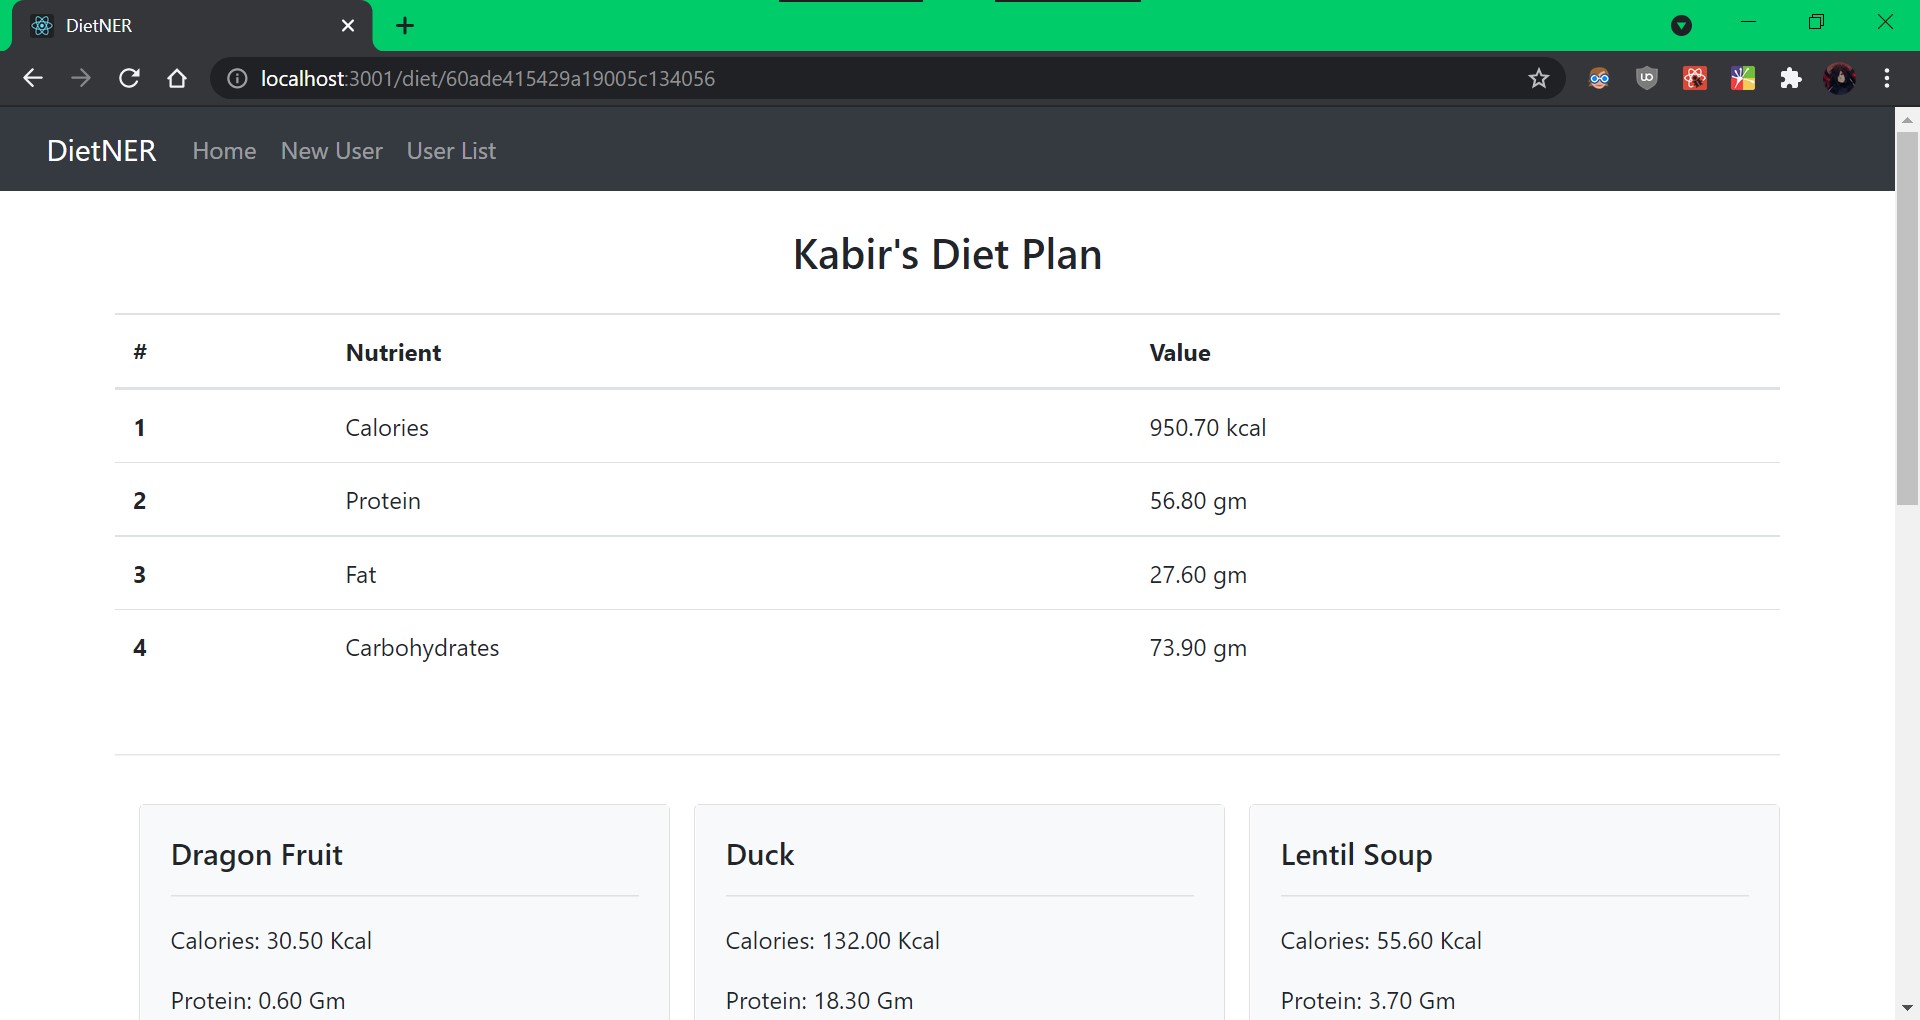 DietNER
localhost:3001/diet/60ade415429a19005c134056
DietNER Home New User User List
Kabir's Diet Plan
# Nutrient Value
1 Calories 950.70 kcal
2 Protein 56.80 gm
3 Fat 27.60 gm
4 Carbohydrates 73.90 gm
Dragon Fruit Duck Lentil Soup
Calories: 30.50 Kcal Calories: 132.00 Kcal Calories: 55.60 Kcal
Protein: 0.60 Gm Protein: 18.30 Gm Protein: 3.70 Gm